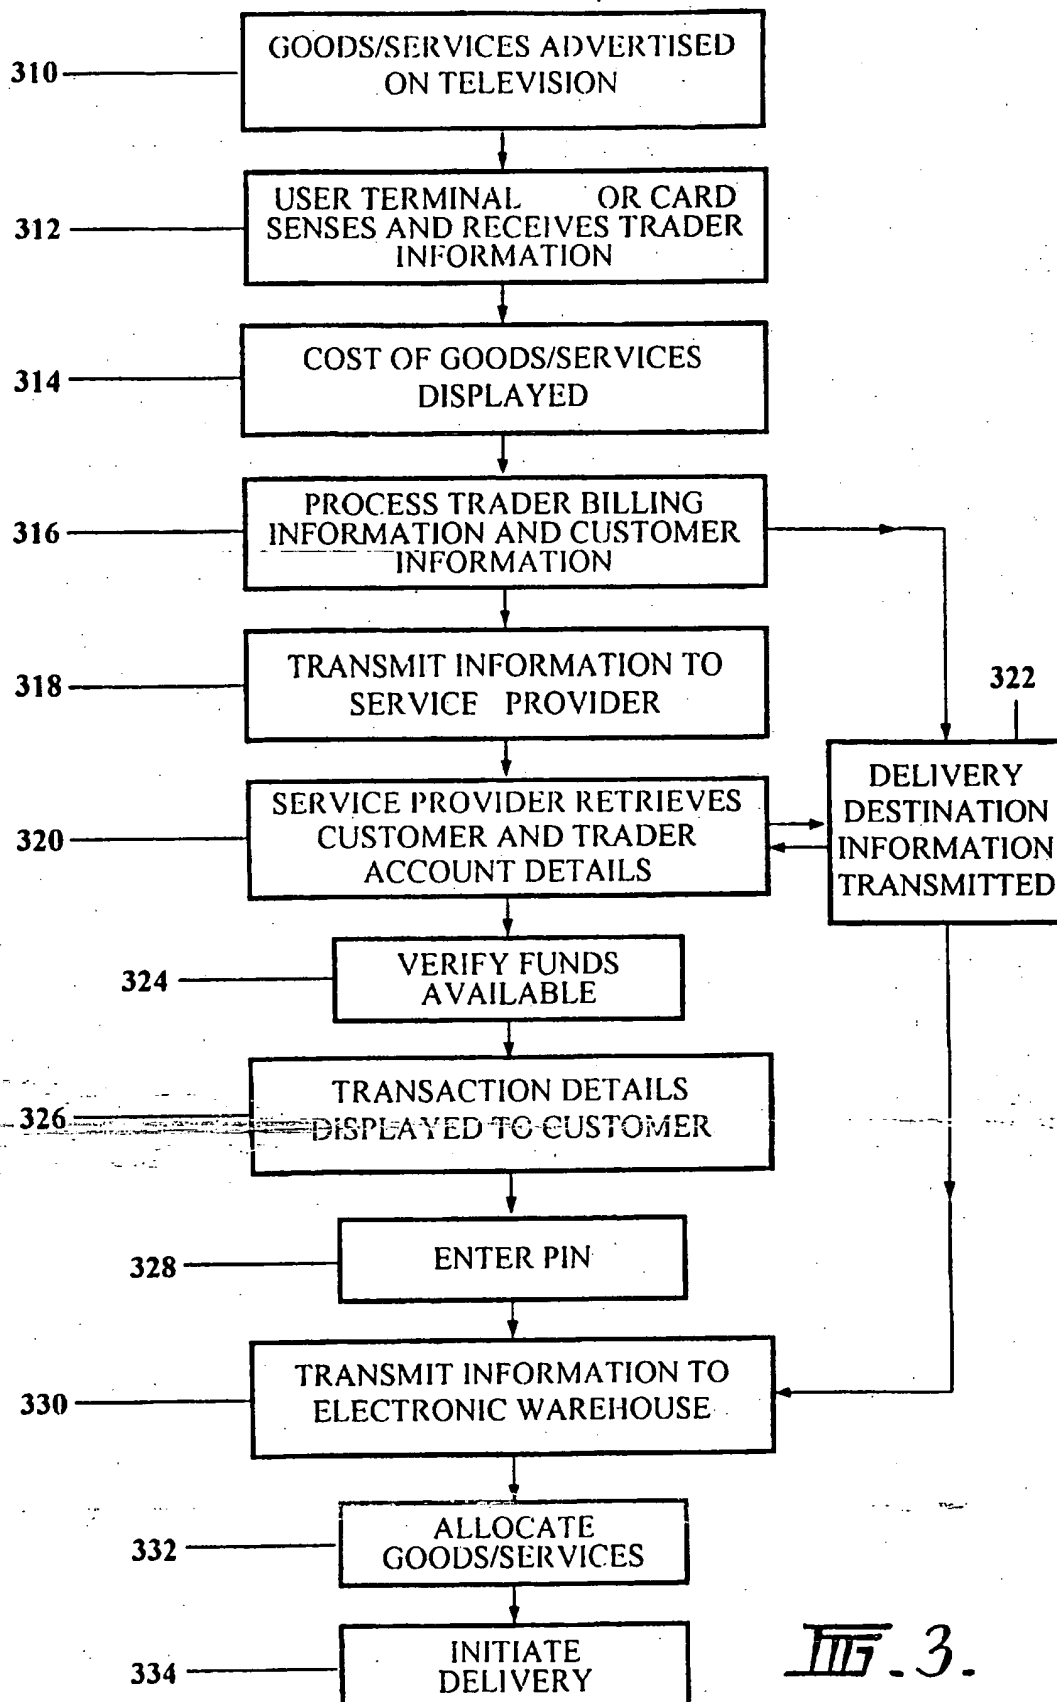 GOODS/SERVICES ADVERTISED
ON TELEVISION
310
USER TERMINAL OR CARD
SENSES AND RECEIVES TRADER
INFORMATION
312
COST OF GOODS/SERVICES
DISPLAYED
314
PROCESS TRADER BILLING
INFORMATION AND CUSTOMER
INFORMATION
316
TRANSMIT INFORMATION TO
SERVICE PROVIDER
318
322
DELIVERY
DESTINATION
INFORMATION
TRANSMITTED
SERVICE PROVIDER RETRIEVES
CUSTOMER AND TRADER
ACCOUNT DETAILS
320
VERIFY FUNDS
AVAILABLE
324
TRANSACTION DETAILS
DISPLAYED TO CUSTOMER
326
ENTER PIN
328
TRANSMIT INFORMATION TO
ELECTRONIC WAREHOUSE
330
ALLOCATE
GOODS/SERVICES
332
INITIATE
DELIVERY
334
FIG. 3.